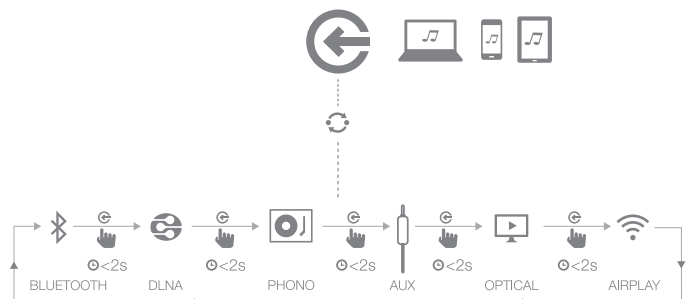 <2s <2s <2s <2s <2s
BLUETOOTH DLNA PHONO AUX OPTICAL AIRPLAY